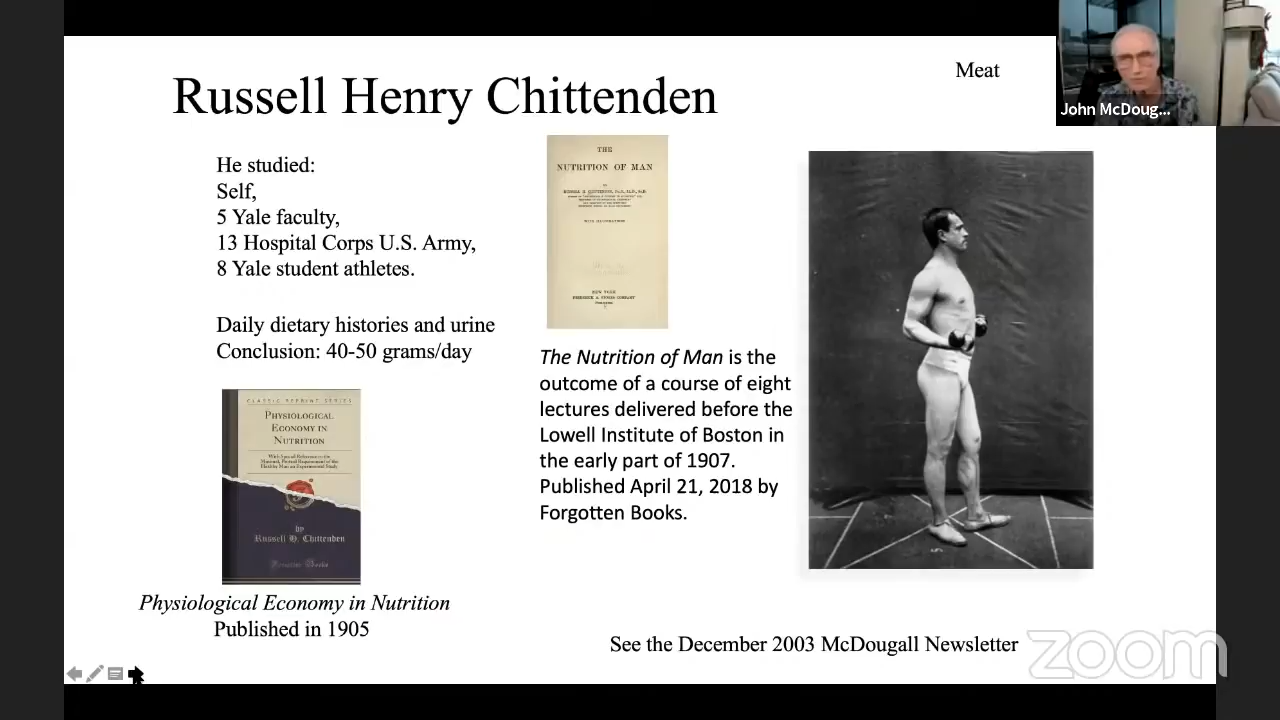 Russell Henry Chittenden
Meat
John McDoug...
He studied:
Self,
5 Yale faculty,
13 Hospital Corps U.S. Army,
8 Yale student athletes.
Daily dietary histories and urine
Conclusion: 40-50 grams/day
THE
NUTRITION OF MAN
The Nutrition of Man is the
outcome of a course of eight
lectures delivered before the
Lowell Institute of Boston in
the early part of 1907.
Published April 21, 2018 by
Forgotten Books.
CLASSIC REPRINT SERIES
PHYSIOLOGICAL
ECONOMY IN
NUTRITION
by
Russell H. Chittenden
Physiological Economy in Nutrition
Published in 1905
See the December 2003 McDougall Newsletter
zoom